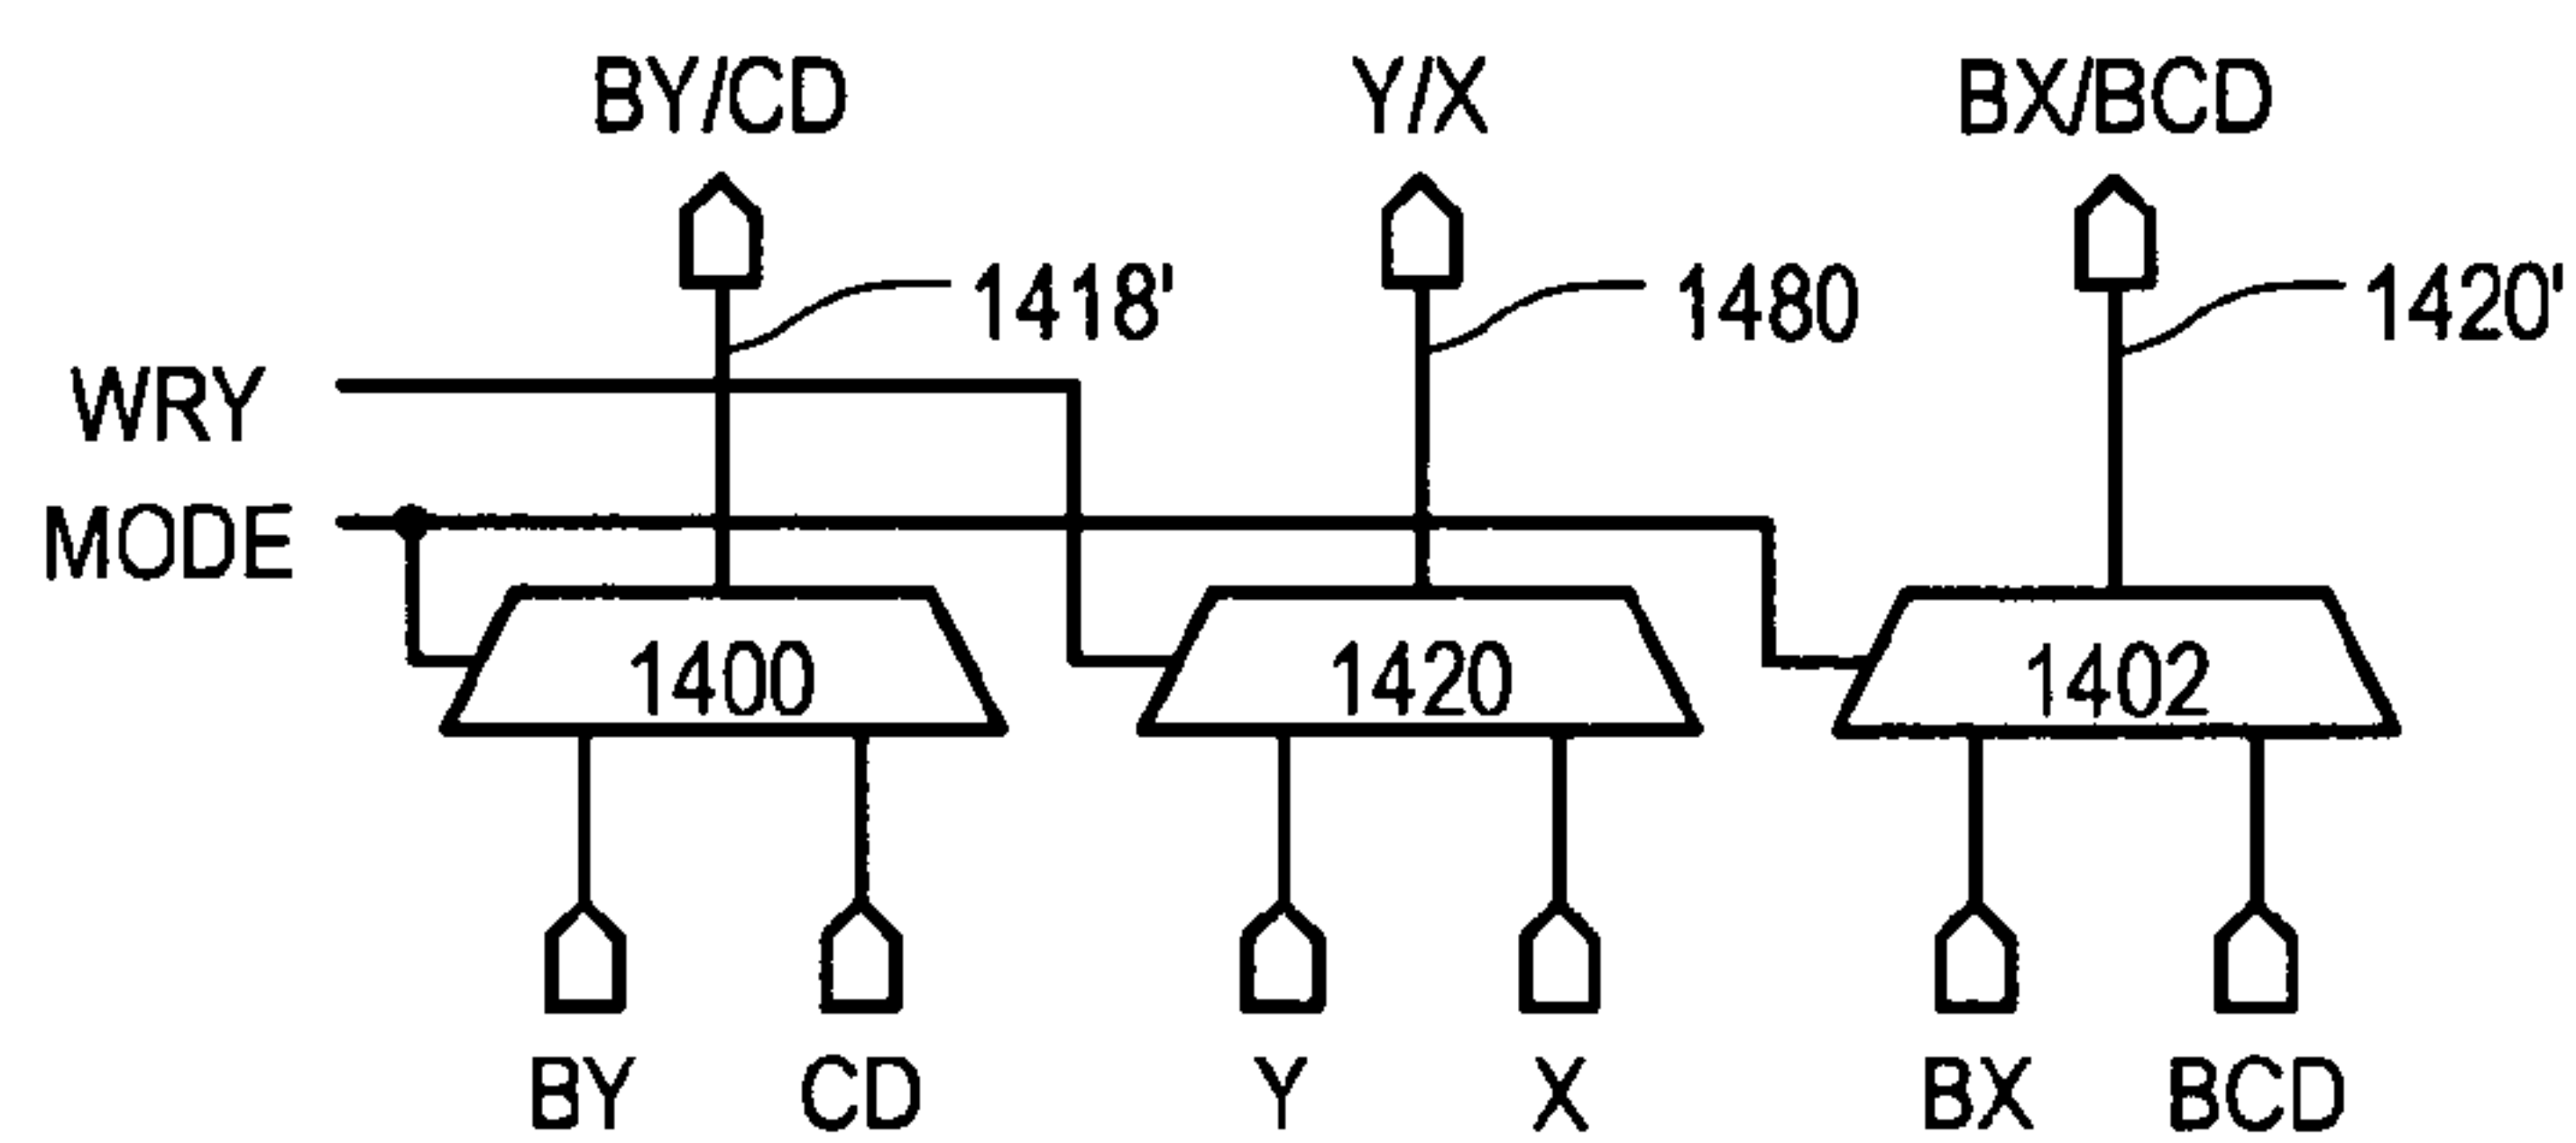 BY/CD Y/X BX/BCD
1418' 1480 1420'
WRY
MODE
1400 1420 1402
BY CD Y X BX BCD